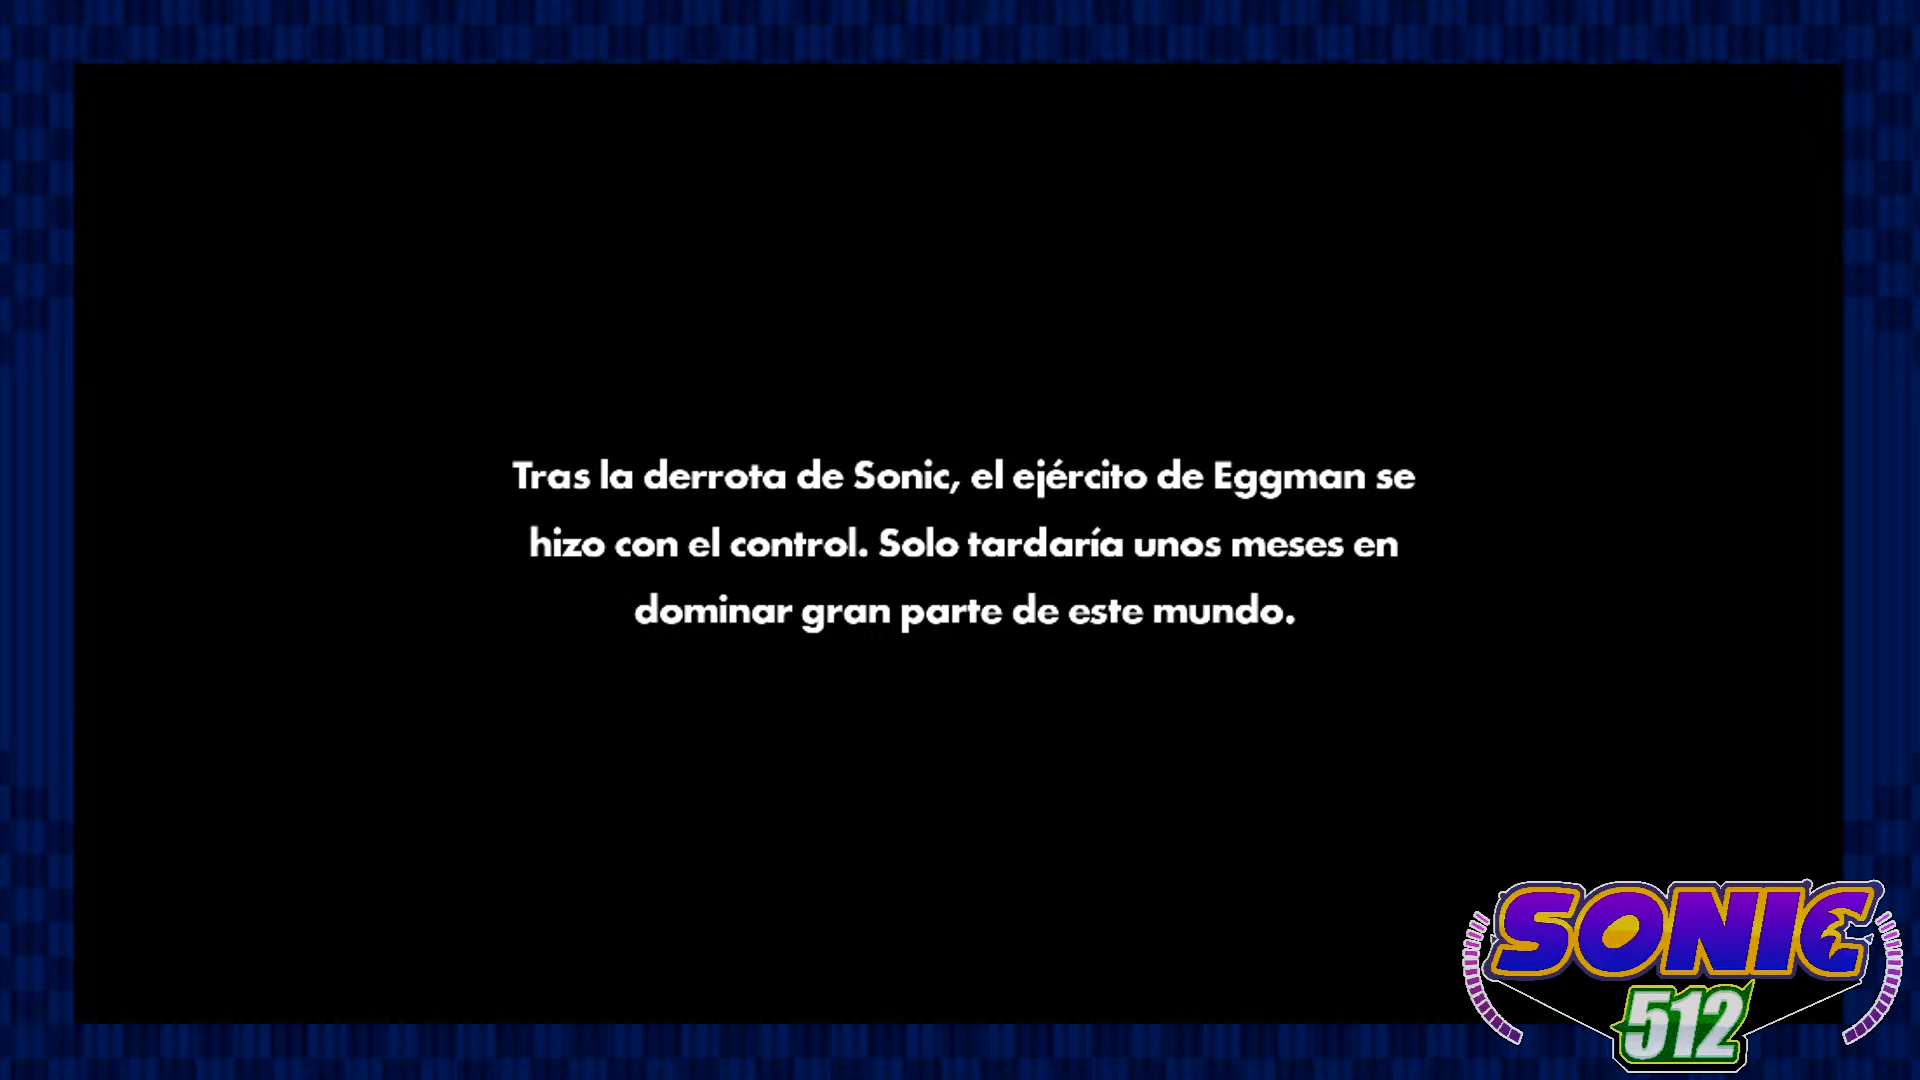 Tras la derrota de Sonic, el ejército de Eggman se
hizo con el control. Solo tardaría unos meses en
dominar gran parte de este mundo.
SONIC
512